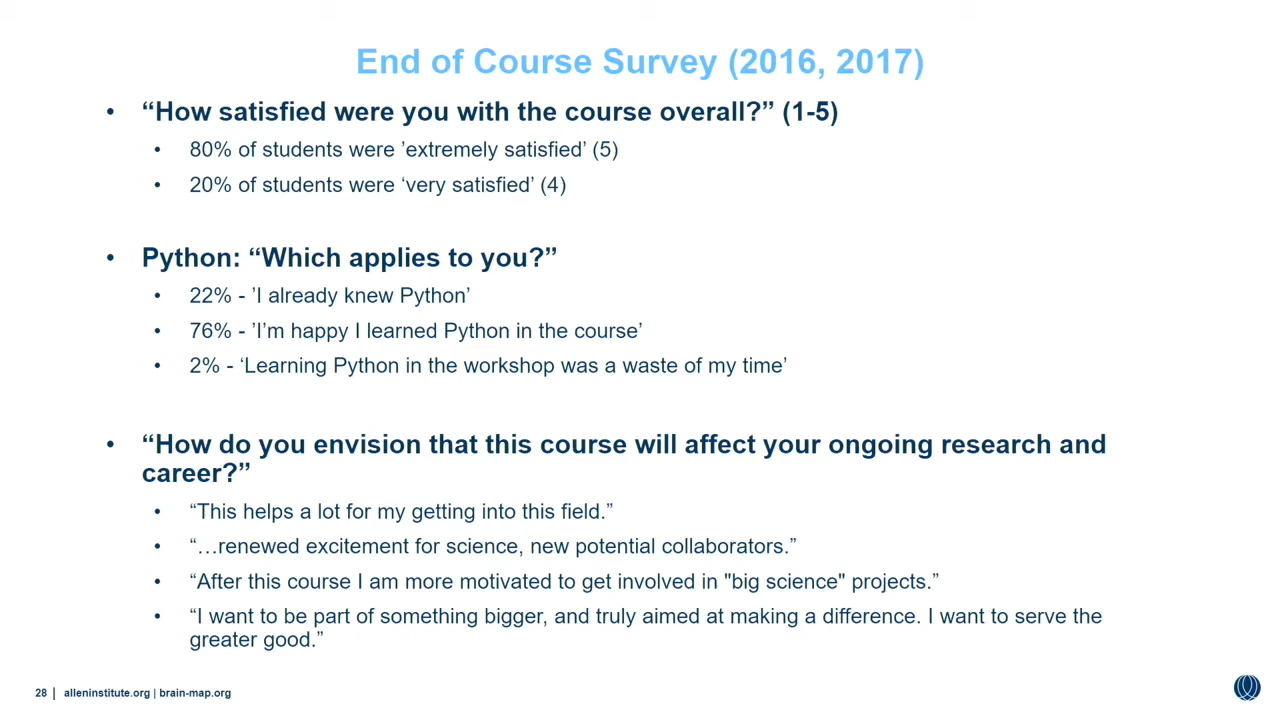 End of Course Survey (2016, 2017)
• “How satisfied were you with the course overall?” (1-5)
• 80% of students were ’extremely satisfied’ (5)
• 20% of students were ‘very satisfied’ (4)
• Python: “Which applies to you?”
• 22% - ’I already knew Python’
• 76% - ’I’m happy I learned Python in the course’
• 2% - ‘Learning Python in the workshop was a waste of my time’
• “How do you envision that this course will affect your ongoing research and
career?”
• “This helps a lot for my getting into this field.”
• “…renewed excitement for science, new potential collaborators.”
• “After this course I am more motivated to get involved in "big science" projects.”
• “I want to be part of something bigger, and truly aimed at making a difference. I want to serve the
greater good.”
28 | alleninstitute.org | brain-map.org